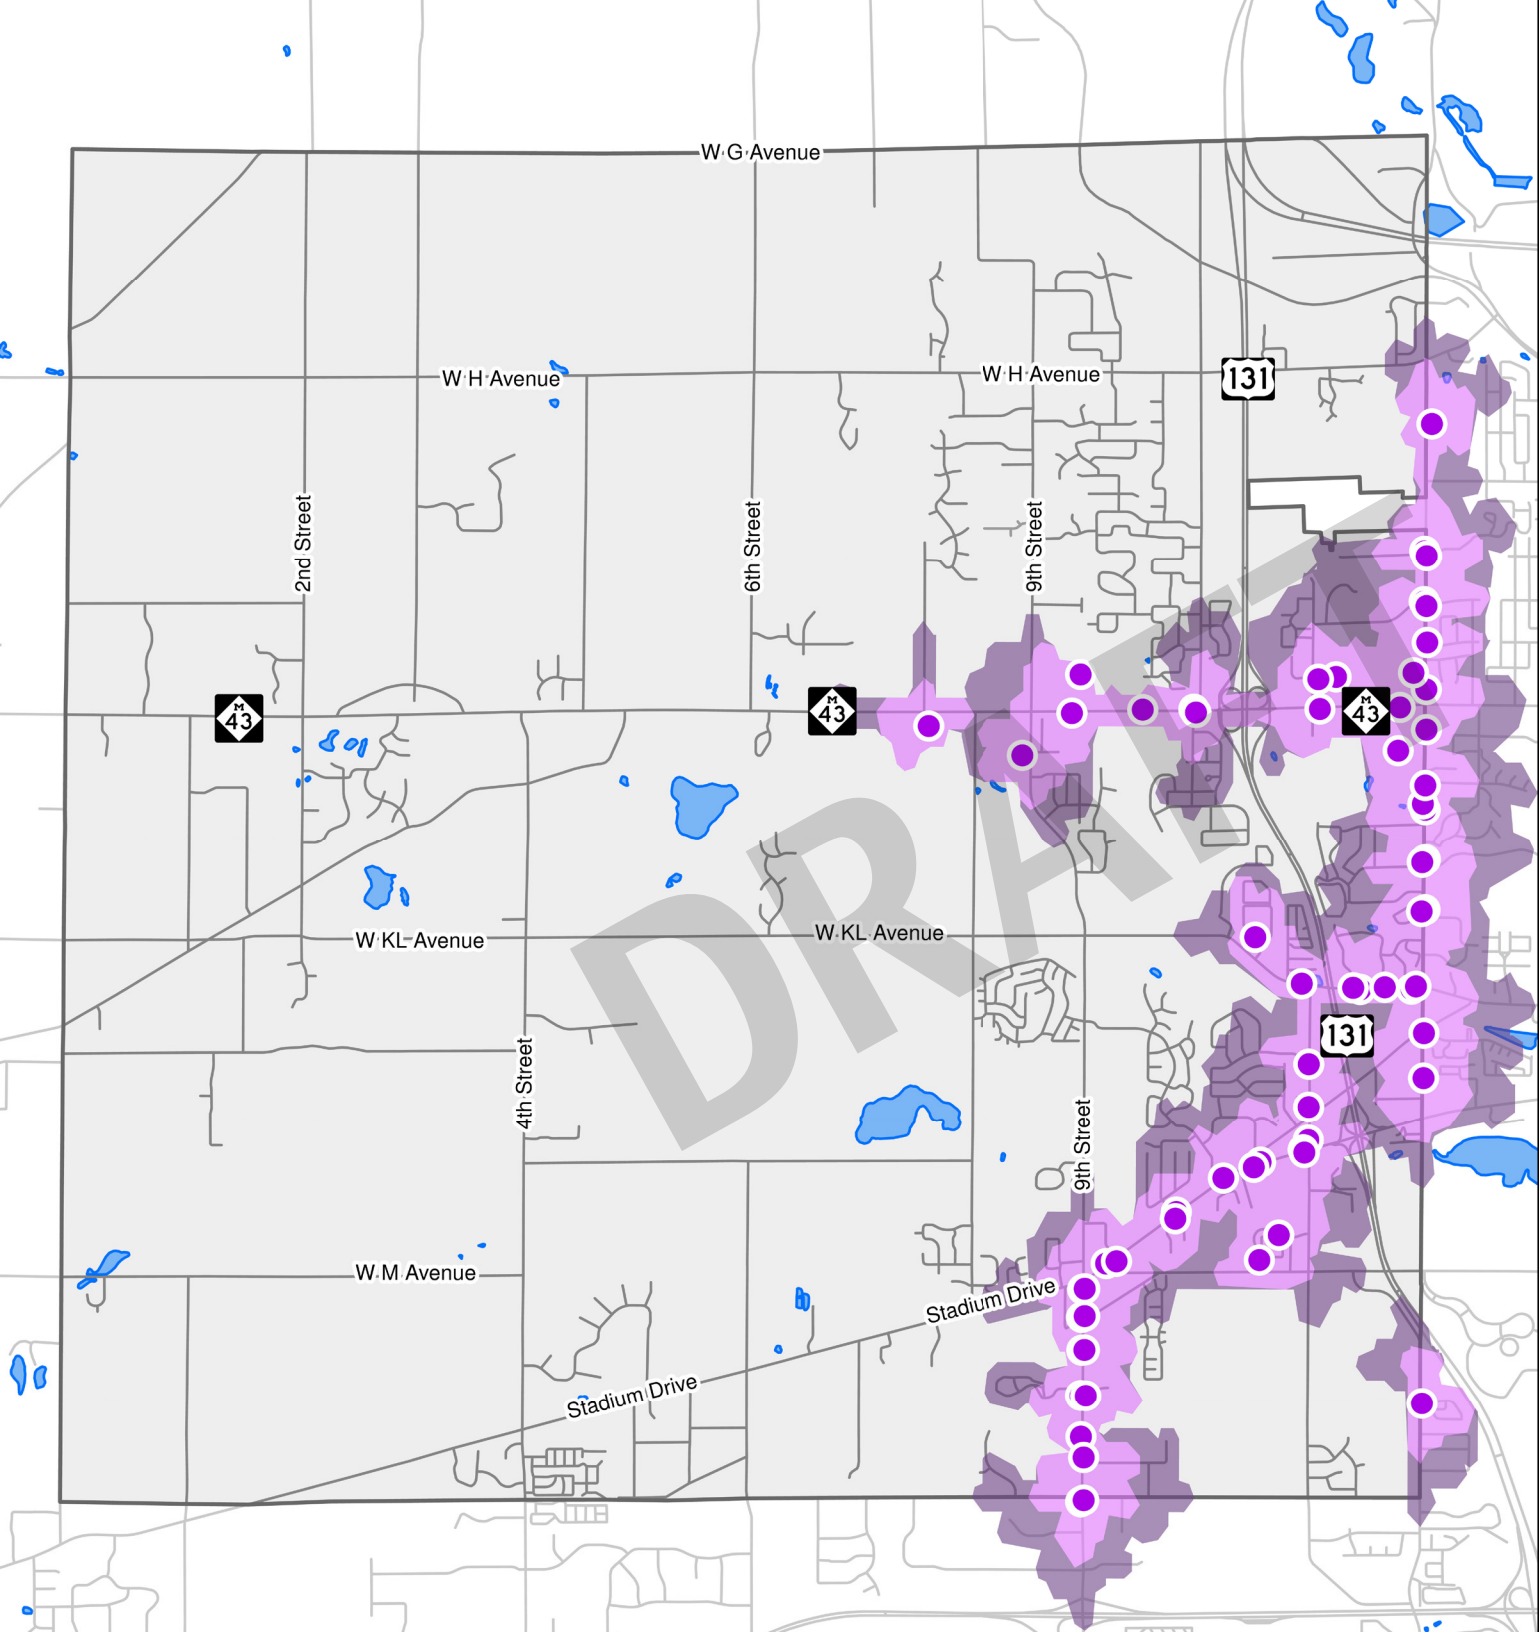 W G Avenue
W H Avenue
W H Avenue
131
2nd Street
6th Street
9th Street
M
43
M
43
M
43
DRAFT
W KL Avenue
W KL Avenue
131
4th Street
9th Street
W M Avenue
Stadium Drive
Stadium Drive